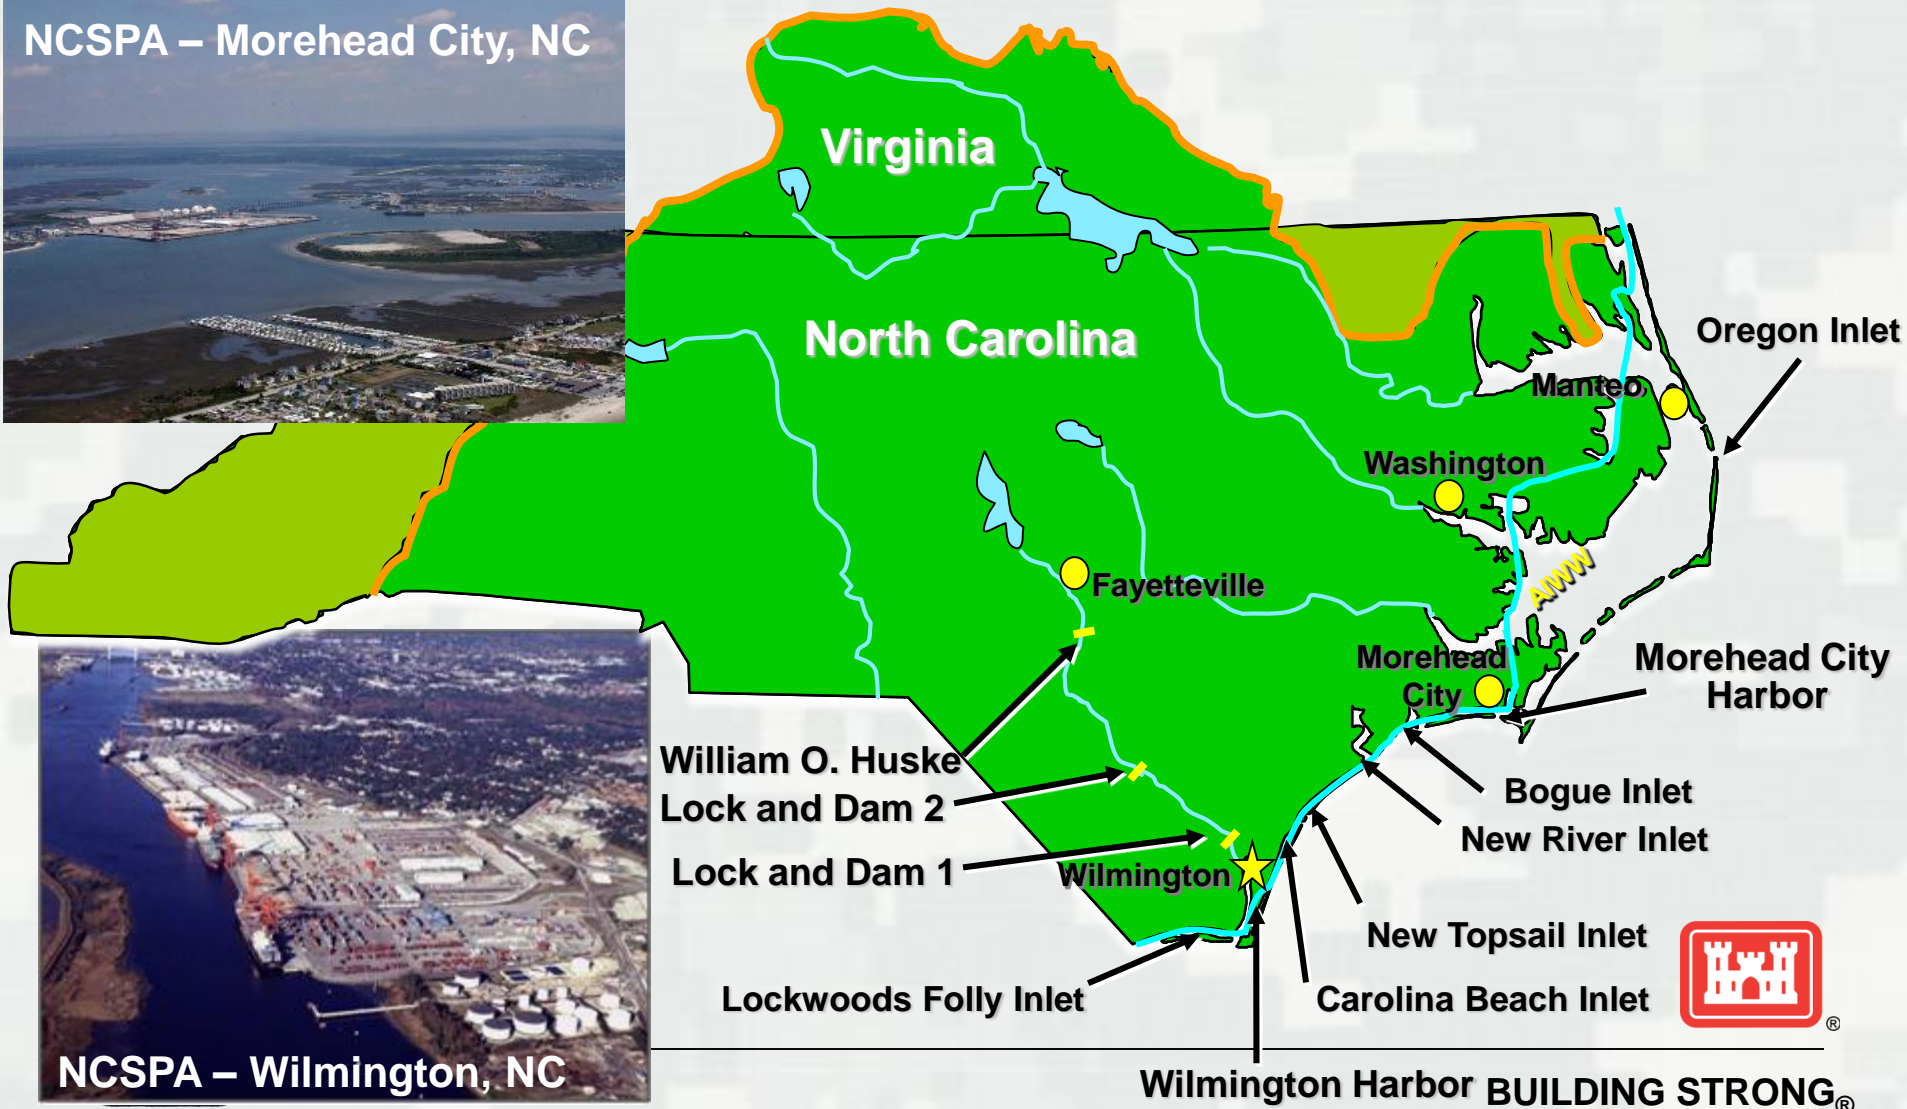 NCSPA – Morehead City, NC
Virginia
North Carolina
Oregon Inlet
Manteo
Washington
Fayetteville
AIWW
Morehead
City
Morehead City
Harbor
William O. Huske
Lock and Dam 2
Lock and Dam 1
Wilmington
Bogue Inlet
New River Inlet
New Topsail Inlet
Lockwoods Folly Inlet
Carolina Beach Inlet
®
NCSPA – Wilmington, NC
Wilmington Harbor
BUILDING STRONG®